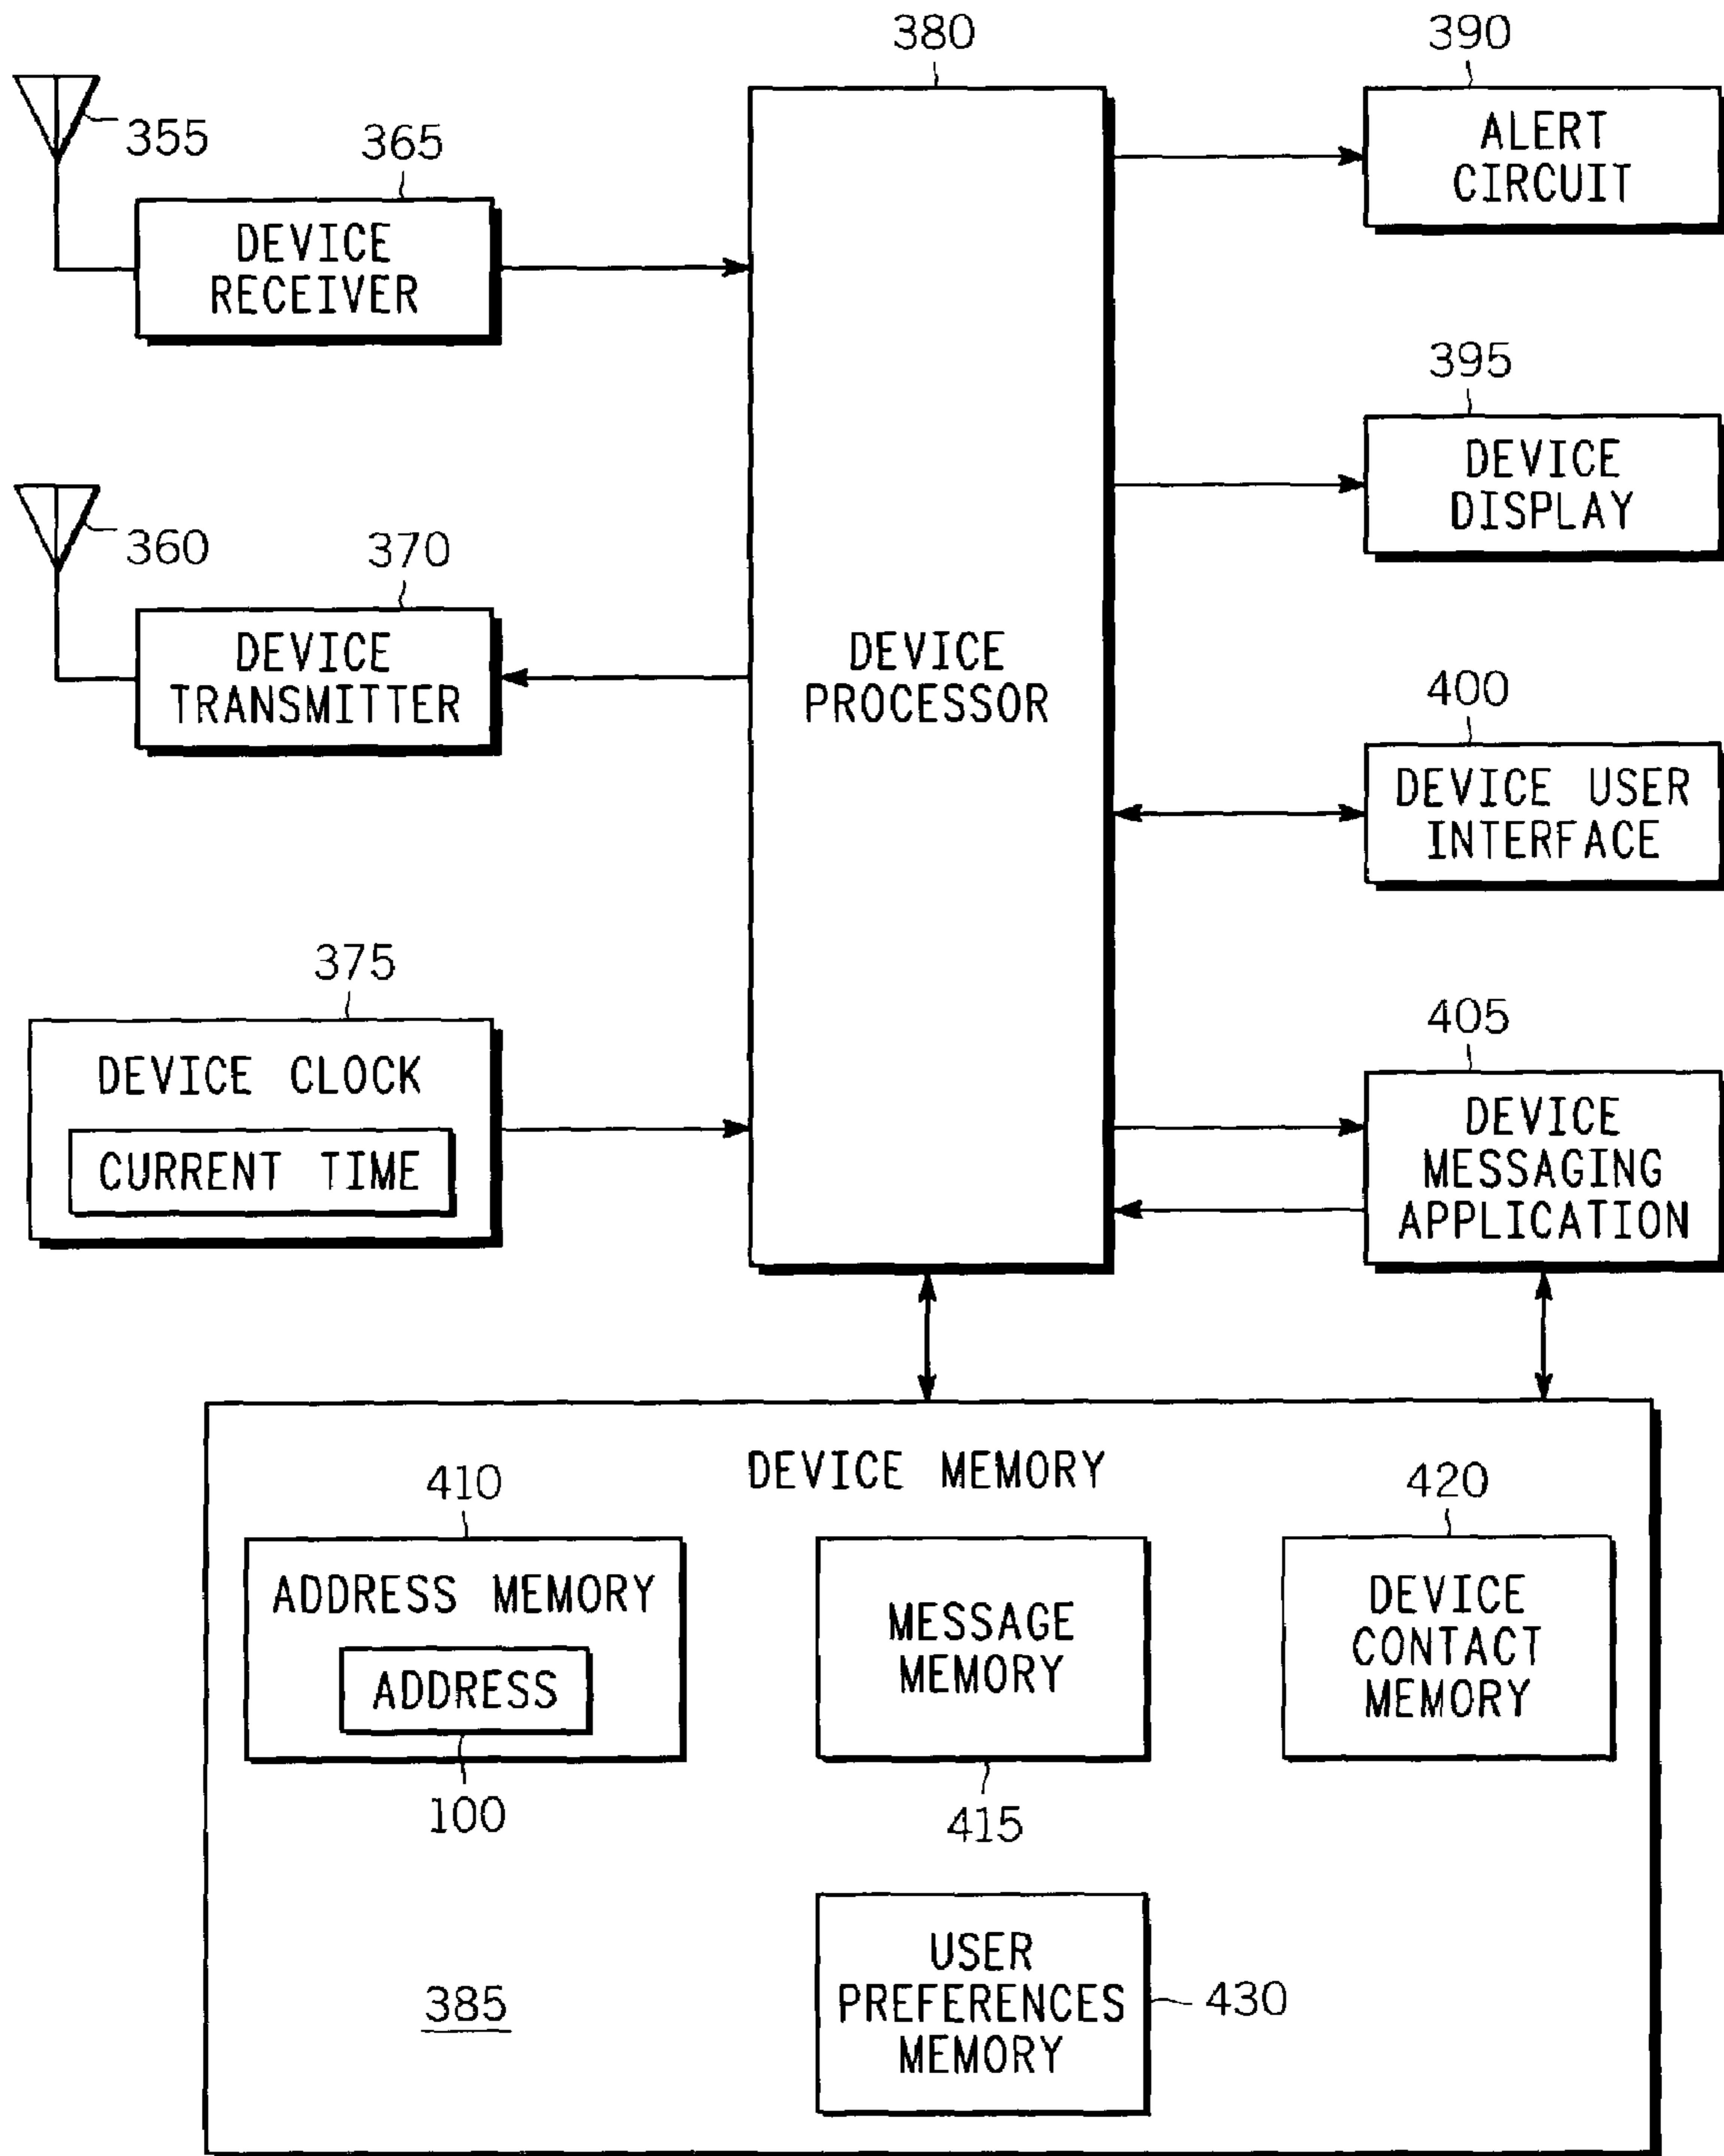 380
390
355
365
ALERT
CIRCUIT
DEVICE
RECEIVER
395
DEVICE
DISPLAY
360
370
DEVICE
TRANSMITTER
DEVICE
PROCESSOR
400
DEVICE USER
INTERFACE
375
DEVICE CLOCK
CURRENT TIME
405
DEVICE
MESSAGING
APPLICATION
DEVICE MEMORY
410
ADDRESS MEMORY
ADDRESS
100
MESSAGE
MEMORY
415
420
DEVICE
CONTACT
MEMORY
USER
PREFERENCES
MEMORY
430
385